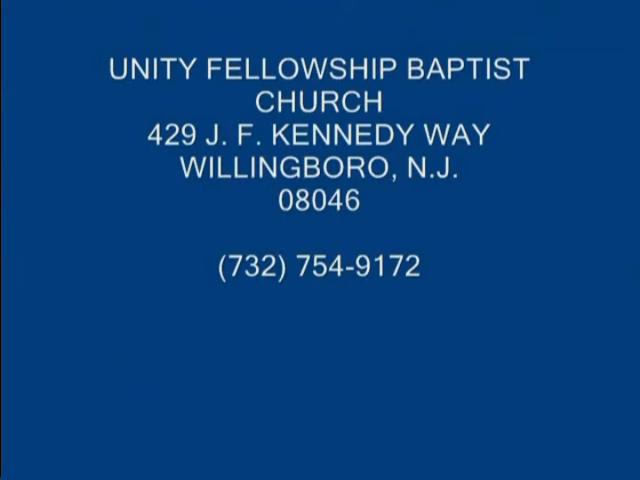 UNITY FELLOWSHIP BAPTIST
CHURCH
429 J. F. KENNEDY WAY
WILLINGBORO, N.J.
08046
(732) 754-9172